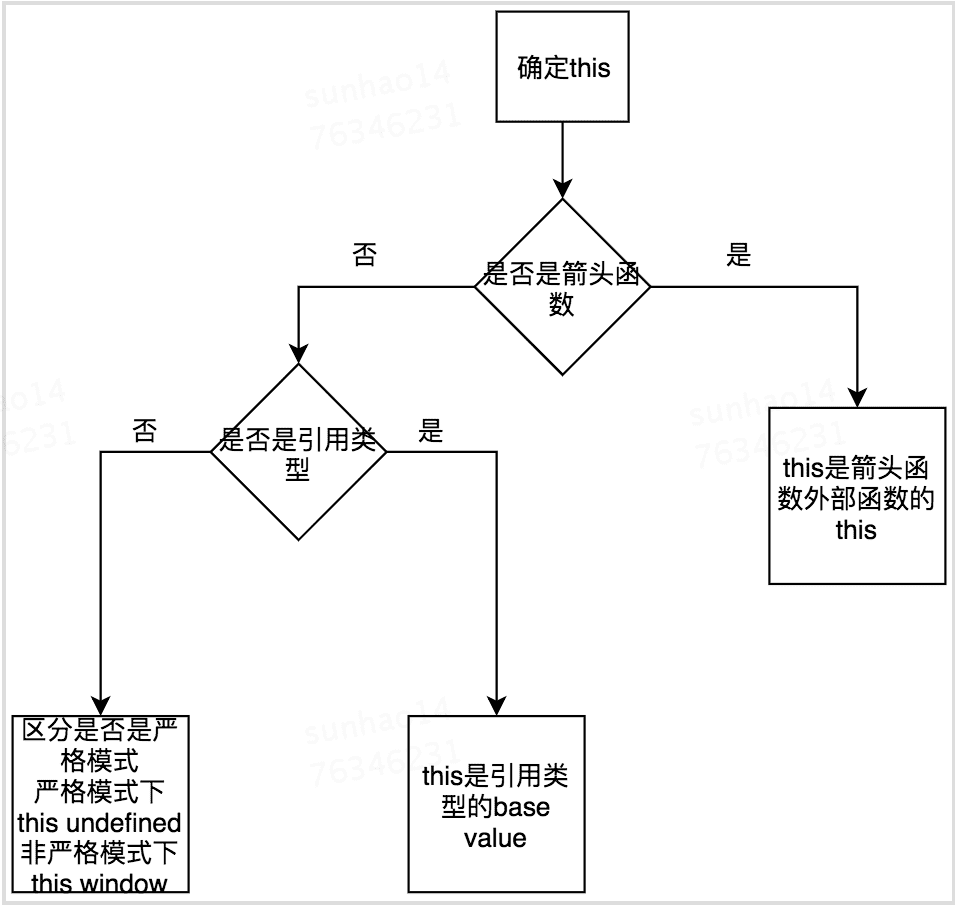 确定this
sunhao14
76346231
否
是
是否是箭头函
数
否
是
是否是引用类
型
ao14
6231
sunhao14
76346231
this是箭头函
数外部函数的
this
区分是否是严
格模式
严格模式下
this undefined
非严格模式下
this window
sunhao14
76346231
this是引用类
型的base
value